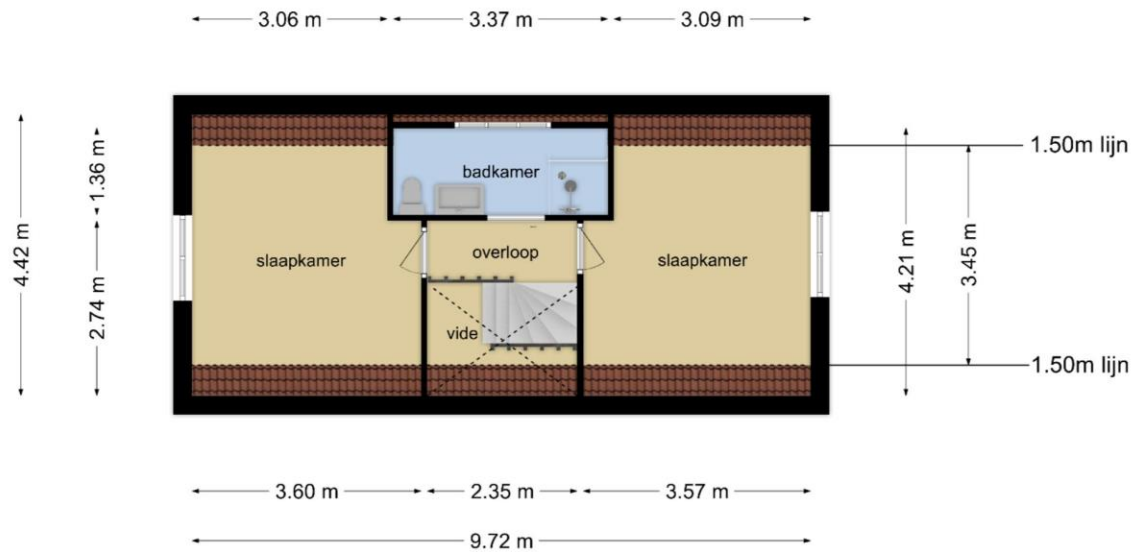 3.06 m
3.37 m
3.09 m
4.42 m
1.36 m
2.74 m
badkamer
slaapkamer
overloop
slaapkamer
vide
4.21 m
3.45 m
1.50m lijn
1.50m lijn
3.60 m
2.35 m
3.57 m
9.72 m